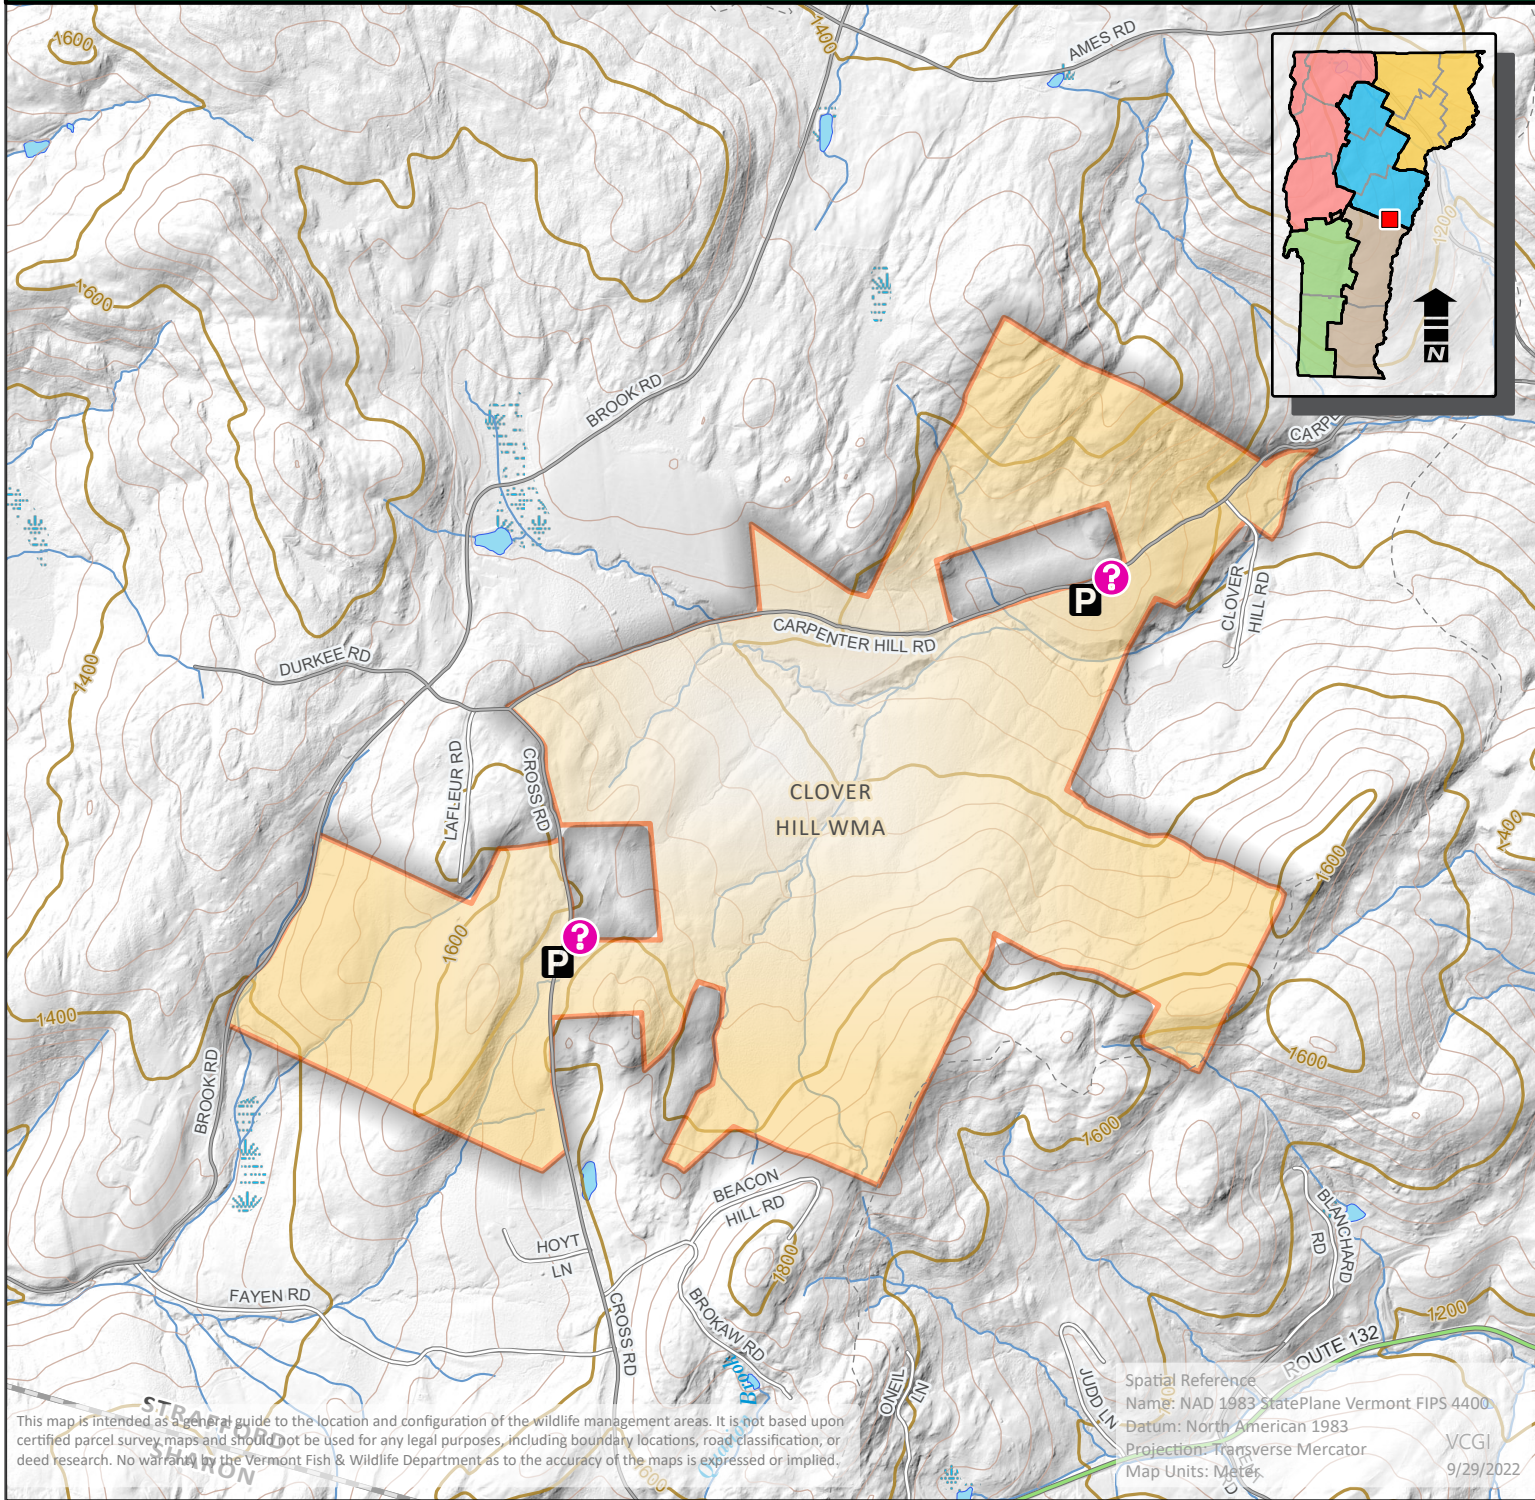 1600
1400
AMES RD
1200
N
1600
BROOK RD
CARPE
CLOVER
HILL RD
P
?
CARPENTER HILL RD
DURKEE RD
1400
LAFLEUR RD
CROSS RD
CLOVER
HILL WMA
1600
1400
1600
?
P
1400
1600
BROOK RD
1600
BEACON
HILL RD
1800
BLANCHARD
RD
HOYT
LN
FAYEN RD
CROSS RD
BROKAW RD
Brook
ONEIL
LN
JUDD LN
ROUTE 132
1200
STRAFFORD
SHARON
1600
This map is intended as a general guide to the location and configuration of the wildlife management areas. It is not based upon
certified parcel survey maps and should not be used for any legal purposes, including boundary locations, road classification, or
deed research. No warranty by the Vermont Fish & Wildlife Department as to the accuracy of the maps is expressed or implied.
Spatial Reference
Name: NAD 1983 StatePlane Vermont FIPS 4400
Datum: North American 1983
Projection: Transverse Mercator
Map Units: Meter
VCGI
9/29/2022